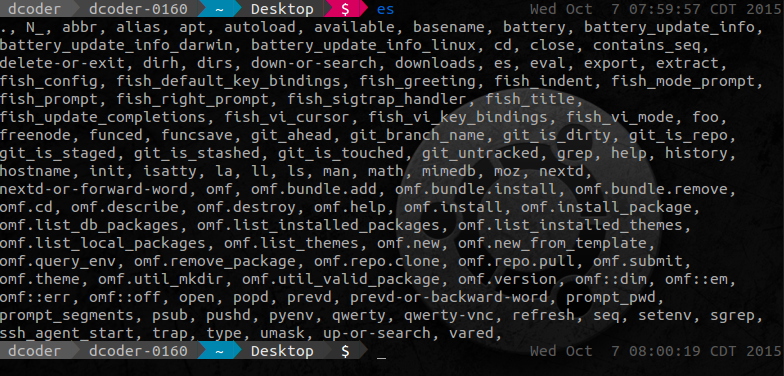 dcoder dcoder-0160 ~ Desktop $ es Wed Oct 7 07:59:57 CDT 2015
., N_, abbr, alias, apt, autoload, available, basename, battery, battery_update_info,
battery_update_info_darwin, battery_update_info_linux, cd, close, contains_seq,
delete-or-exit, dirh, dirs, down-or-search, downloads, es, eval, export, extract,
fish_config, fish_default_key_bindings, fish_greeting, fish_indent, fish_mode_prompt,
fish_prompt, fish_right_prompt, fish_sigtrap_handler, fish_title,
fish_update_completions, fish_vi_cursor, fish_vi_key_bindings, fish_vi_mode, foo,
freenode, funced, funcsave, git_ahead, git_branch_name, git_is_dirty, git_is_repo,
git_is_staged, git_is_stashed, git_is_touched, git_untracked, grep, help, history,
hostname, init, isatty, la, ll, ls, man, math, mimedb, moz, nextd,
nextd-or-forward-word, omf, omf.bundle.add, omf.bundle.install, omf.bundle.remove,
omf.cd, omf.describe, omf.destroy, omf.help, omf.install, omf.install_package,
omf.list_db_packages, omf.list_installed_packages, omf.list_installed_themes,
omf.list_local_packages, omf.list_themes, omf.new, omf.new_from_template,
omf.query_env, omf.remove_package, omf.repo.clone, omf.repo.pull, omf.submit,
omf.theme, omf.util_mkdir, omf.util_valid_package, omf.version, omf::dim, omf::em,
omf::err, omf::off, open, popd, prevd, prevd-or-backward-word, prompt_pwd,
prompt_segments, psub, pushd, pyenv, qwerty, qwerty-vnc, refresh, seq, setenv, sgrep,
ssh_agent_start, trap, type, umask, up-or-search, vared,
dcoder dcoder-0160 ~ Desktop $ _ Wed Oct 7 08:00:19 CDT 2015